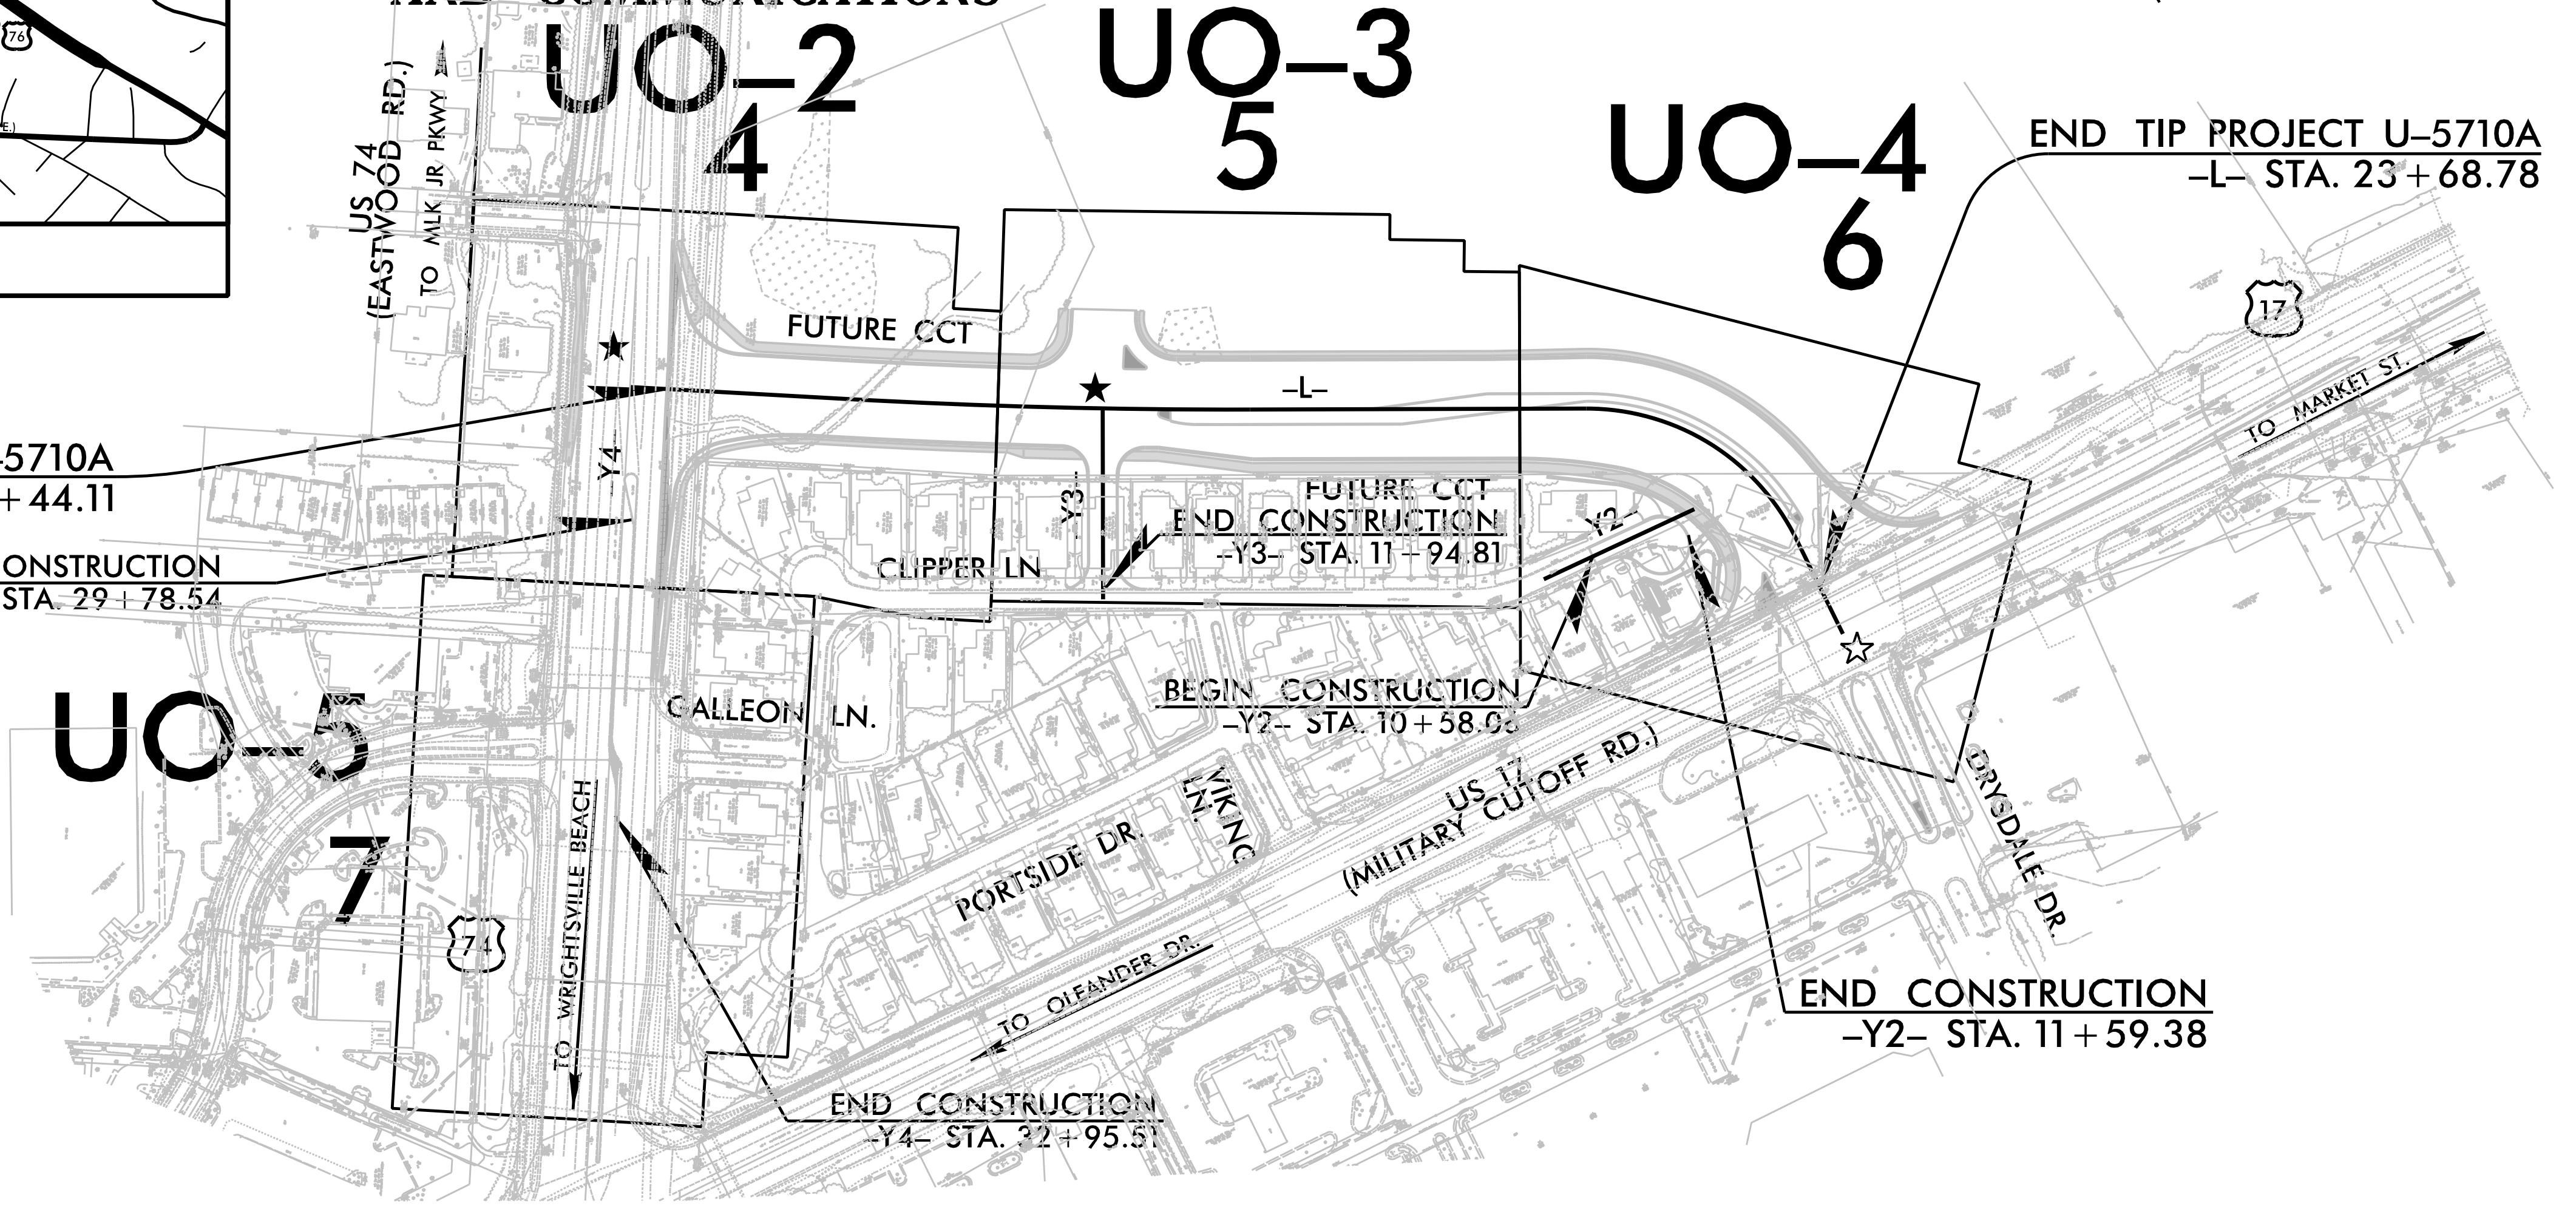 76
E.)
UO–2
4
UO–3
5
UO–4
6
US 74
(EASTWOOD RD.)
TO MLK JR PKWY
END TIP PROJECT U–5710A
–L– STA. 23+68.78
17
TO MARKET ST.
FUTURE CCT
–L–
–5710A
+44.11
Y4
ONSTRUCTION
STA. 29+78.54
–Y3–
FUTURE CCT
END CONSTRUCTION
–Y3– STA. 11+94.81
CLIPPER LN
–Y2–
GALLEON LN.
BEGIN CONSTRUCTION
–Y2– STA. 10+58.06
UO–5
7
74
TO WRIGHTSVILLE BEACH
PORTSIDE DR.
VIKING
LN.
US 17
(MILITARY CUTOFF RD.)
DRYSDALE DR.
TO OLEANDER DR.
END CONSTRUCTION
–Y2– STA. 11+59.38
END CONSTRUCTION
–Y4– STA. 32+95.51